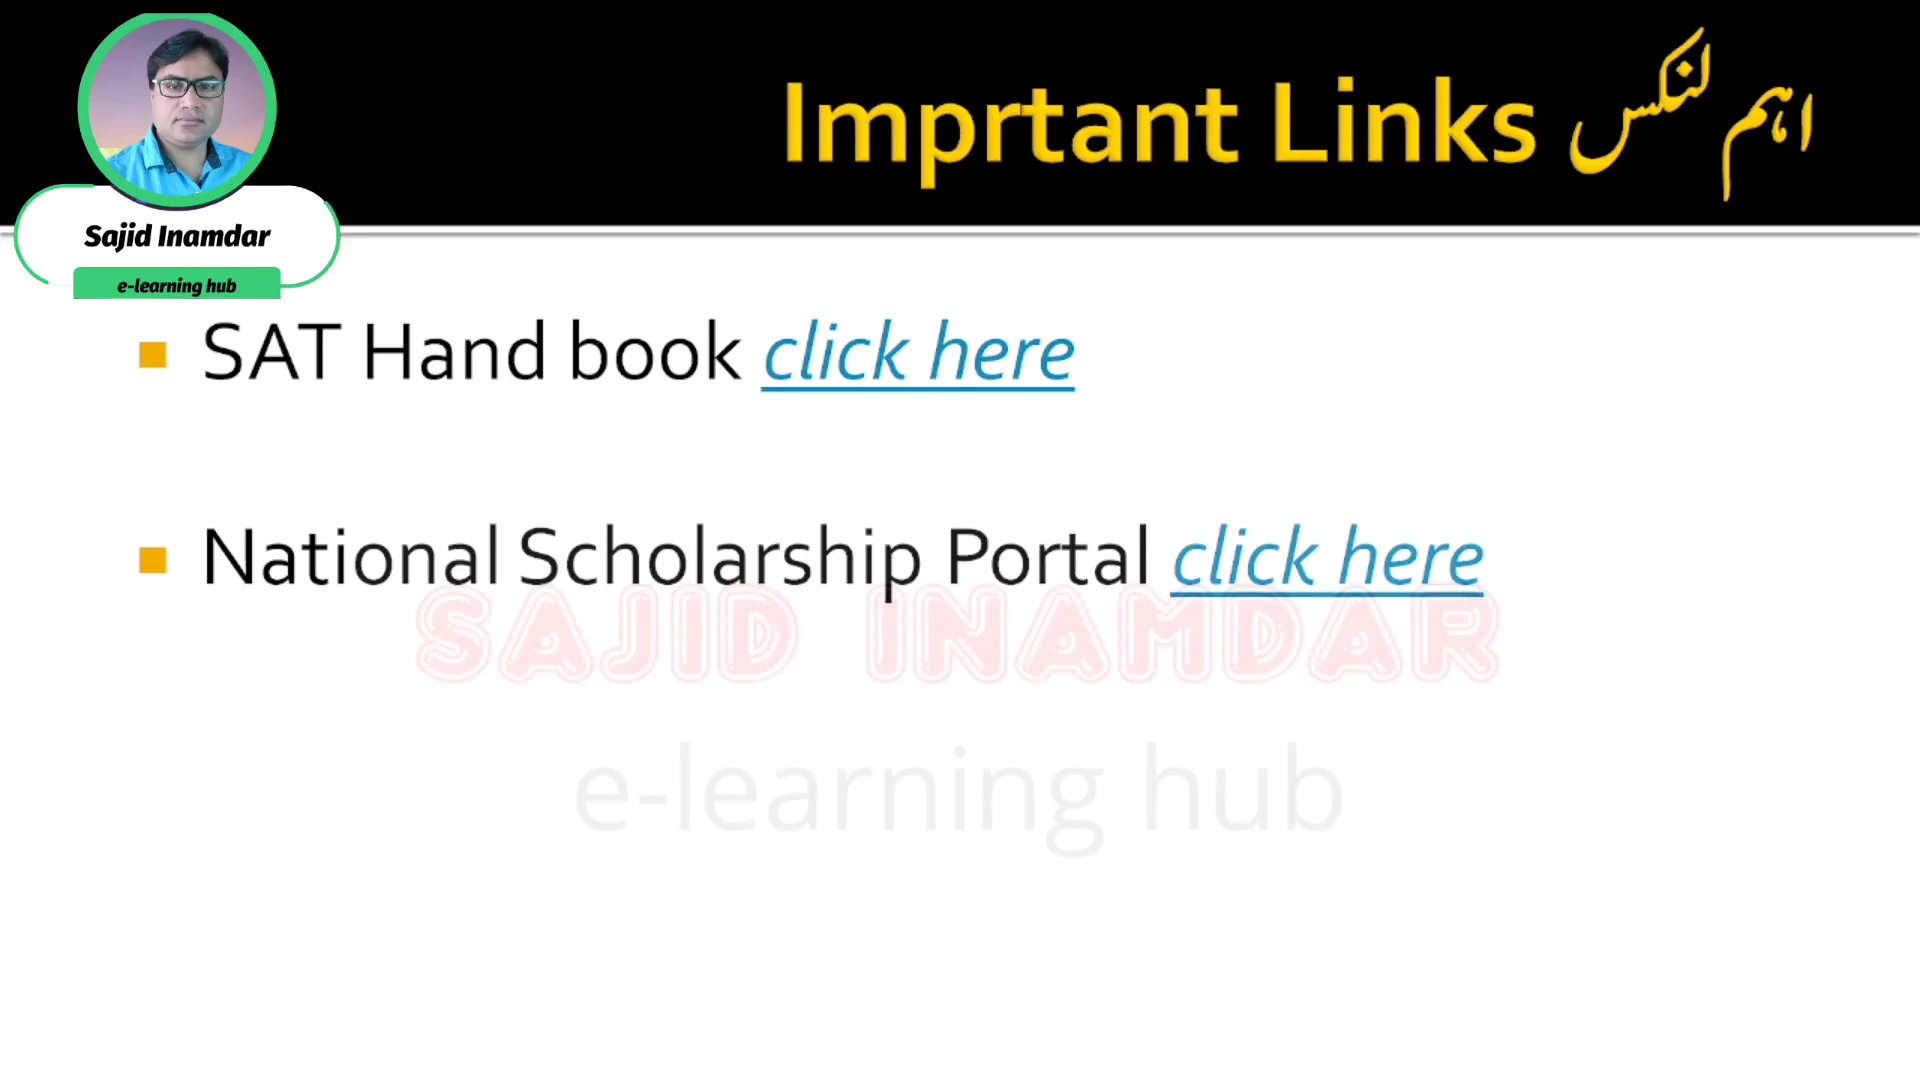 Imprtant Links اہم لنکس
Sajid Inamdar
e-learning hub
SAT Hand book click here
National Scholarship Portal click here
SAJID INAMDAR
e-learning hub